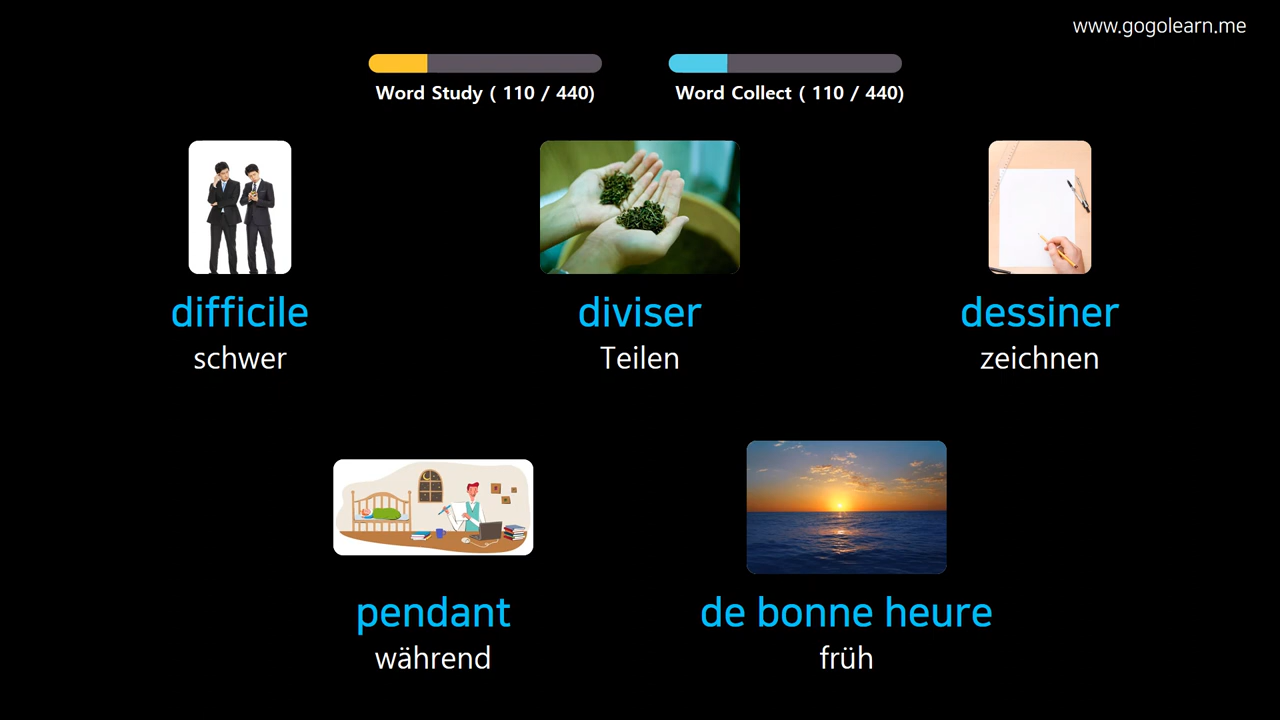 www.gogolearn.me
Word Study ( 110 / 440)
Word Collect ( 110 / 440)
difficile
schwer
diviser
Teilen
dessiner
zeichnen
pendant
während
de bonne heure
früh